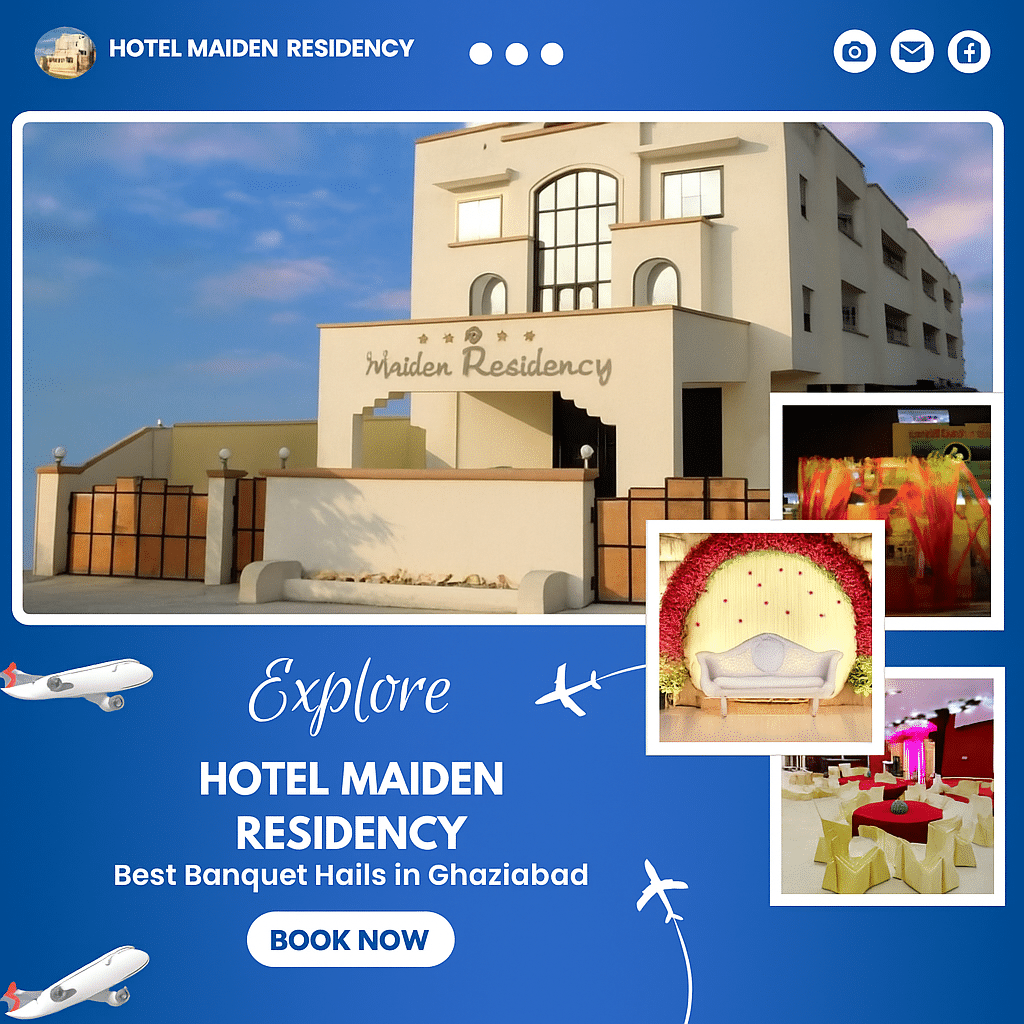 HOTEL MAIDEN RESIDENCY
Maiden Residency
Explore
HOTEL MAIDEN
RESIDENCY
Best Banquet Hails in Ghaziabad
BOOK NOW